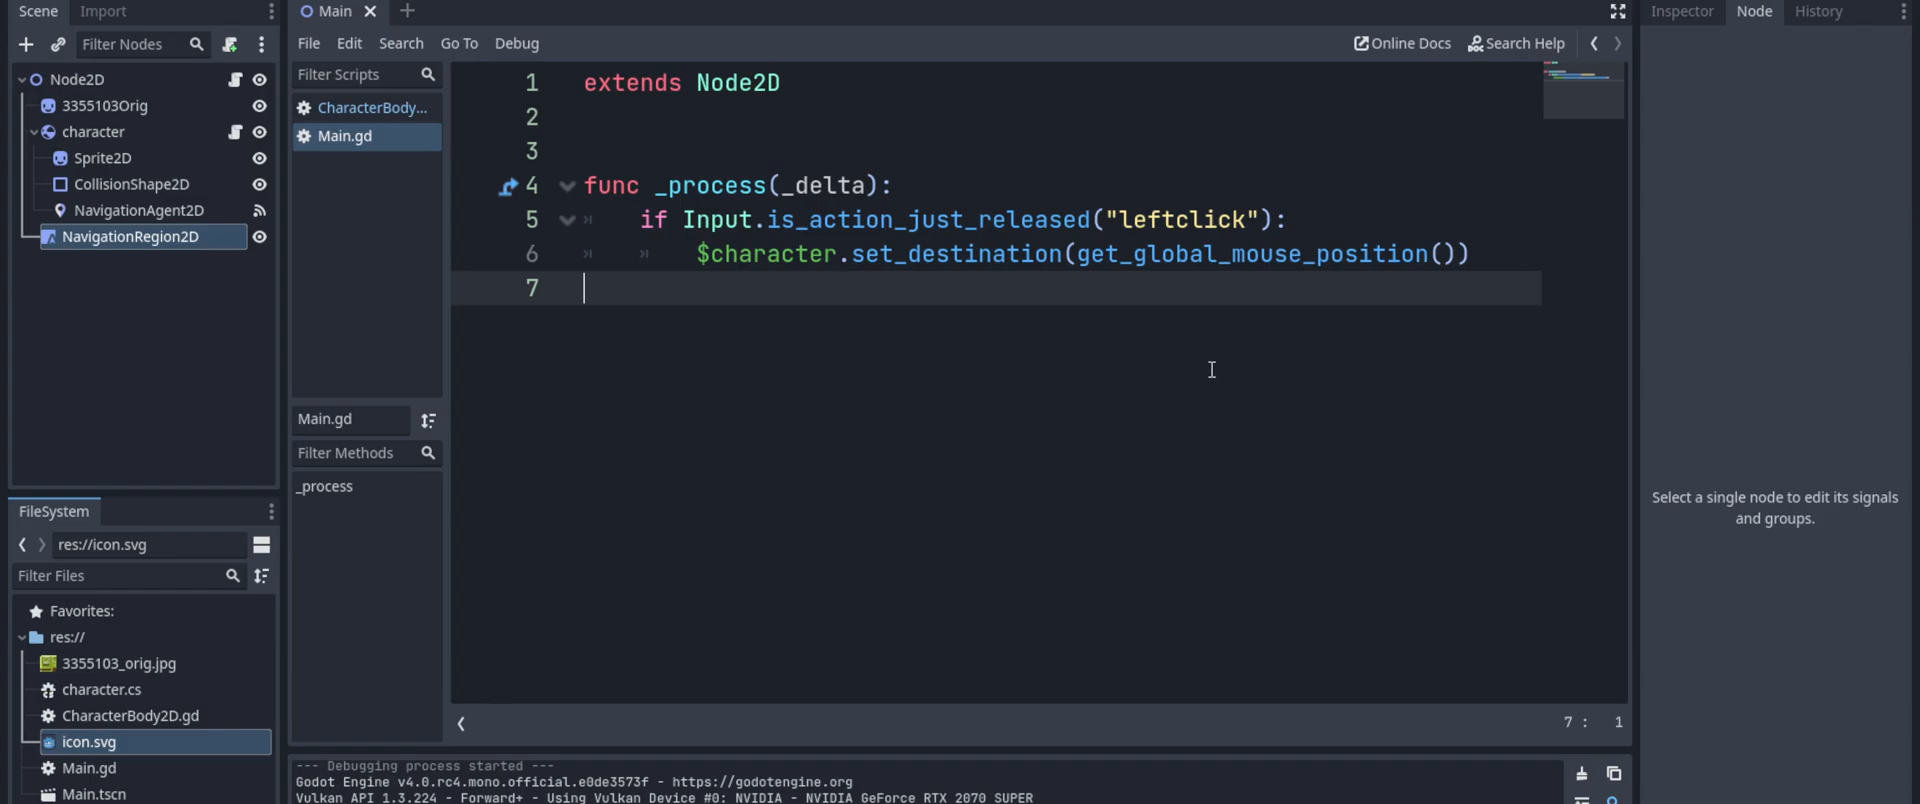 Scene Import
Filter Nodes
Node2D
3355103Orig
character
Sprite2D
CollisionShape2D
NavigationAgent2D
NavigationRegion2D
FileSystem
res://icon.svg
Filter Files
Favorites:
res://
3355103_orig.jpg
character.cs
CharacterBody2D.gd
icon.svg
Main.gd
Main.tscn
Main
File Edit Search Go To Debug
Online Docs Search Help
Filter Scripts
CharacterBody...
Main.gd
Main.gd
Filter Methods
_process
1 extends Node2D
2
3
4 func _process(_delta):
5 if Input.is_action_just_released("leftclick"):
6 $character.set_destination(get_global_mouse_position())
7
7 : 1
--- Debugging process started ---
Godot Engine v4.0.rc4.mono.official.e0de3573f - https://godotengine.org
Vulkan API 1.3.224 - Forward+ - Using Vulkan Device #0: NVIDIA - NVIDIA GeForce RTX 2070 SUPER
Inspector Node History
Select a single node to edit its signals
and groups.